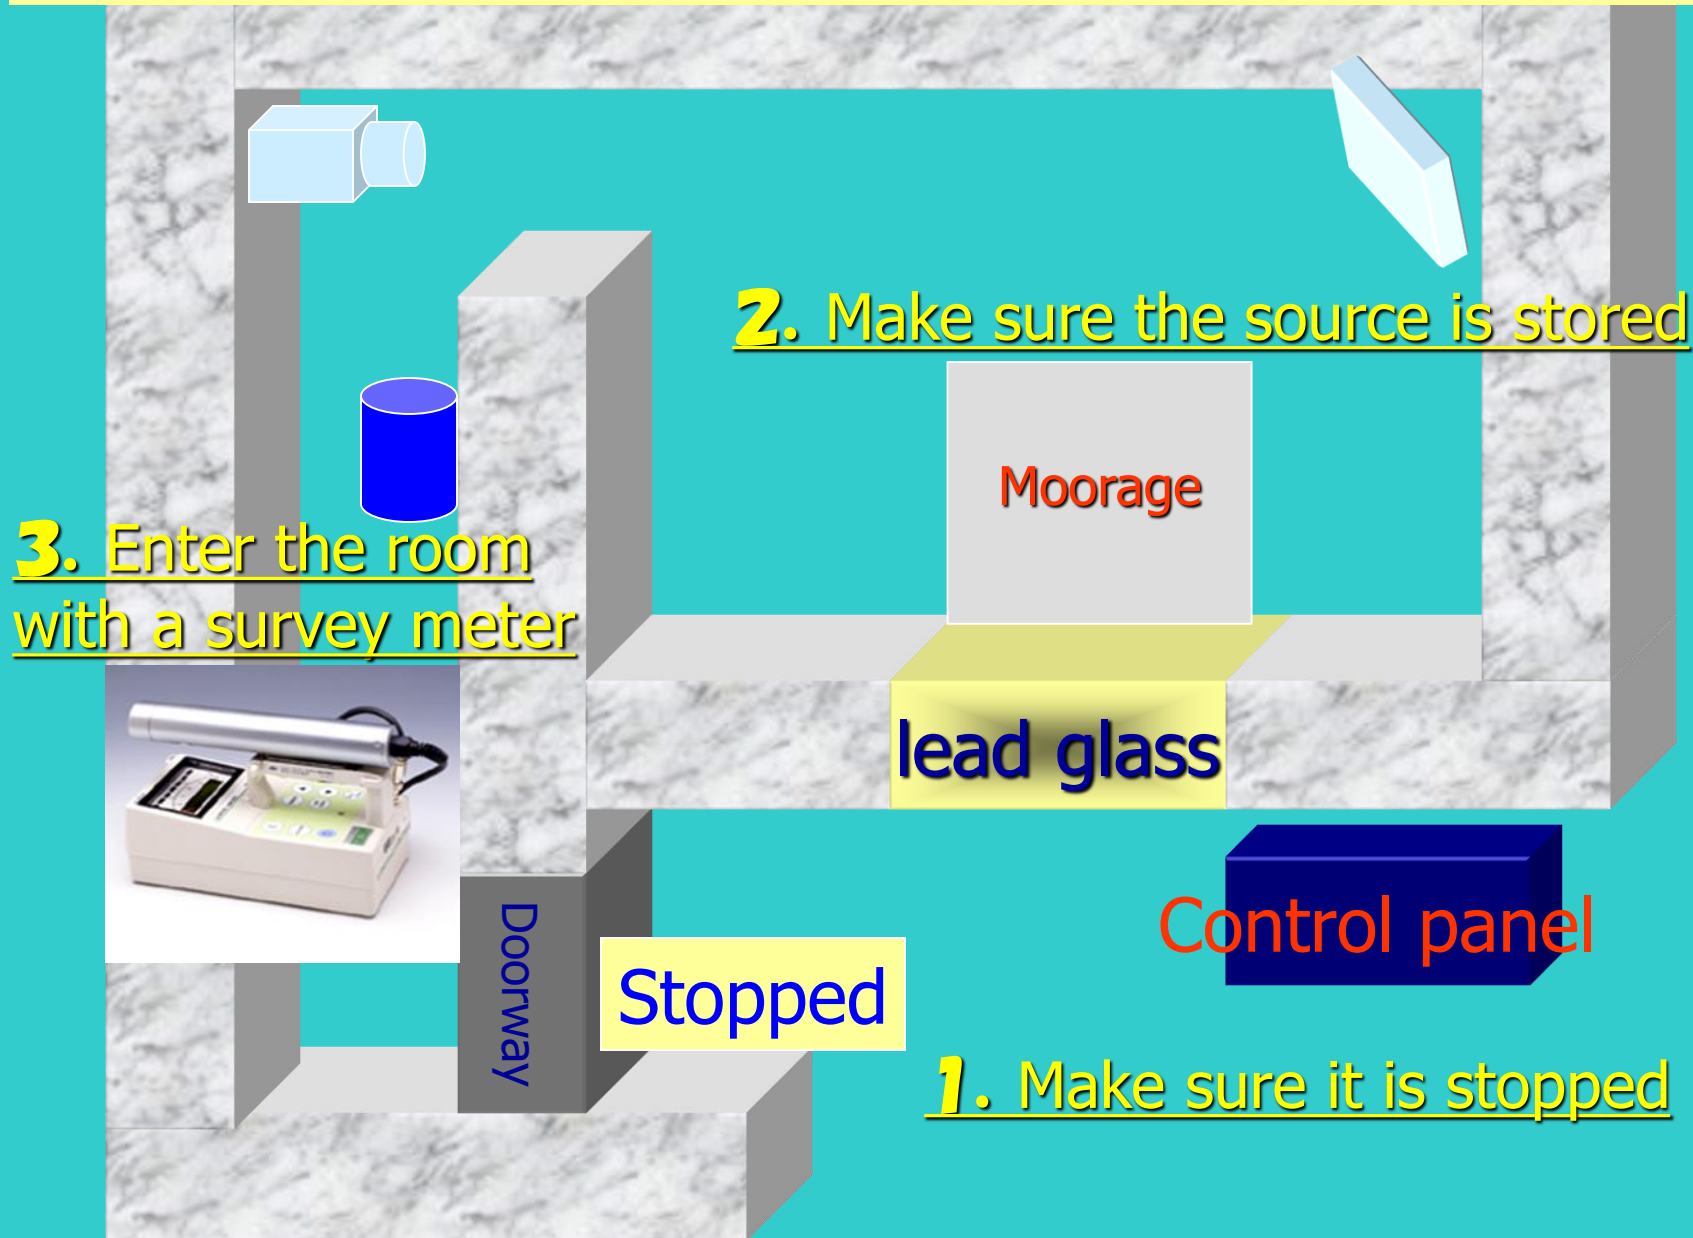 2. Make sure the source is stored
Moorage
3. Enter the room
with a survey meter
lead glass
Control panel
Doorway
Stopped
1. Make sure it is stopped